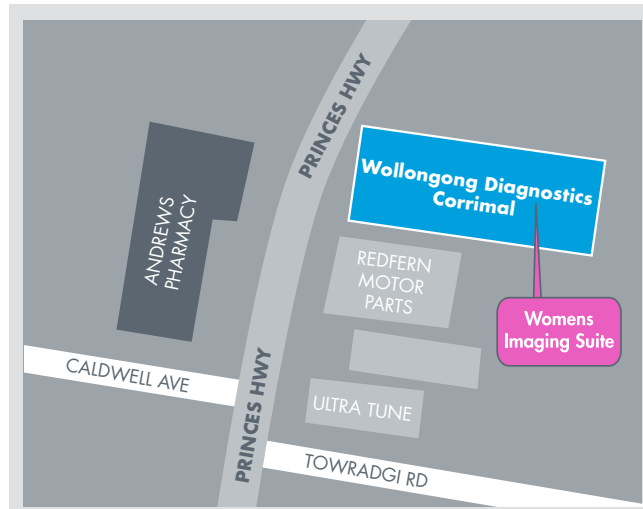 PRINCES HWY
Wollongong Diagnostics
Corrimal
ANDREWS
PHARMACY
REDFERN
MOTOR
PARTS
Womens
Imaging Suite
CALDWELL AVE
PRINCES HWY
ULTRA TUNE
TOWRADGI RD